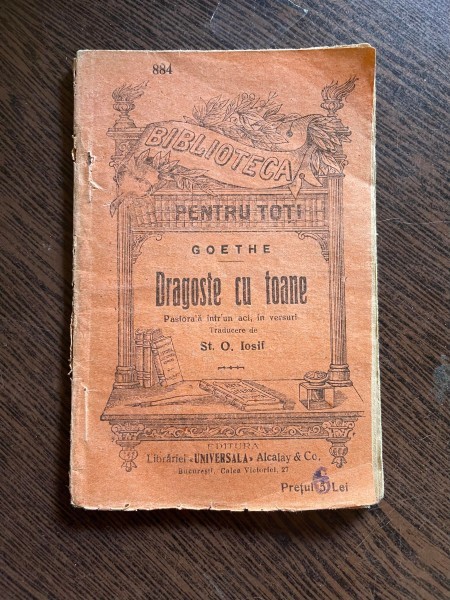 884
BIBLIOTECA
PENTRU TOȚI
GOETHE
Dragoste cu toane
Pastorală într'un act, în versuri
Traducere de
St. O. Iosif
EDITURA
Librăriei «UNIVERSALA» Alcalay & Co.
București, Calea Victoriei, 27
Prețul Lei